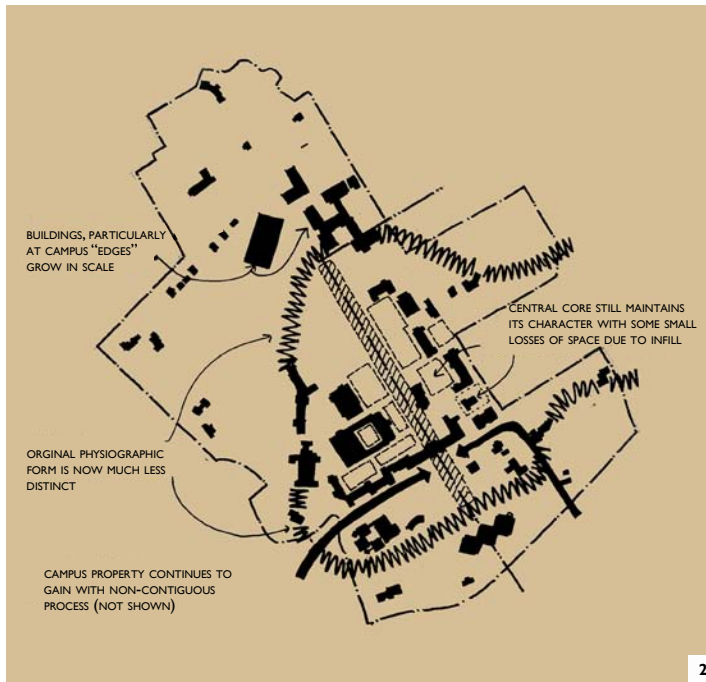 BUILDINGS, PARTICULARLY
AT CAMPUS “EDGES”
GROW IN SCALE
CENTRAL CORE STILL MAINTAINS
ITS CHARACTER WITH SOME SMALL
LOSSES OF SPACE DUE TO INFILL
ORGINAL PHYSIOGRAPHIC
FORM IS NOW MUCH LESS
DISTINCT
CAMPUS PROPERTY CONTINUES TO
GAIN WITH NON-CONTIGUOUS
PROCESS (NOT SHOWN)
2